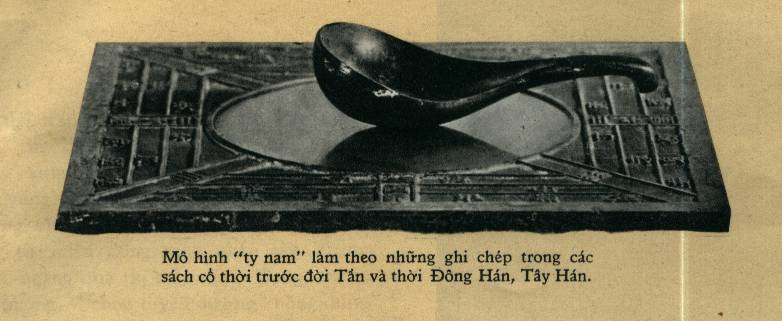 Mô hình "ty nam" làm theo những ghi chép trong các
sách cổ thời trước đời Tần và thời Đông Hán, Tây Hán.